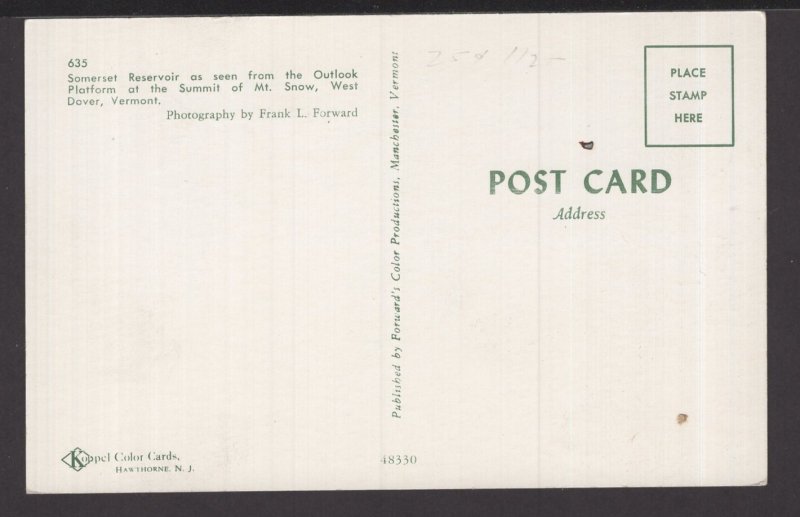 635
Somerset Reservoir as seen from the Outlook
Platform at the Summit of Mt. Snow, West
Dover, Vermont.
Photography by Frank L. Forward
Koppel Color Cards,
HAWTHORNE, N. J.
Published by Forward's Color Productions, Manchester, Vermont
48330
PLACE
STAMP
HERE
POST CARD
Address